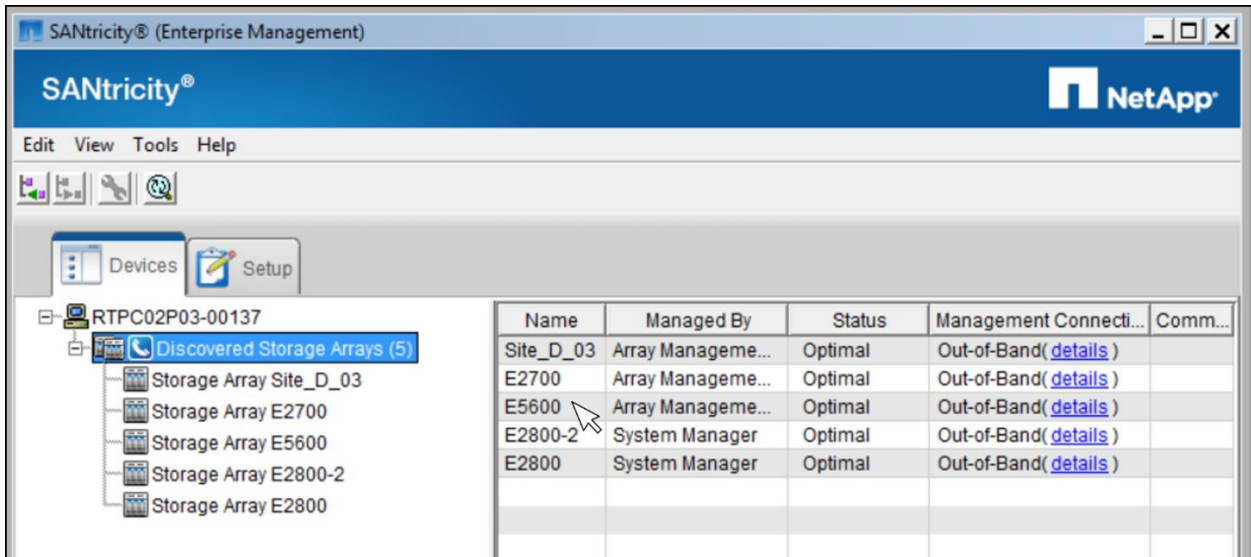 SANtricity® (Enterprise Management)
SANtricity®
NetApp®
Edit View Tools Help
Devices Setup
RTPC02P03-00137
Discovered Storage Arrays (5)
Storage Array Site_D_03
Storage Array E2700
Storage Array E5600
Storage Array E2800-2
Storage Array E2800
Name Managed By Status Management Connecti... Comm...
Site_D_03 Array Manageme... Optimal Out-of-Band( details )
E2700 Array Manageme... Optimal Out-of-Band( details )
E5600 Array Manageme... Optimal Out-of-Band( details )
E2800-2 System Manager Optimal Out-of-Band( details )
E2800 System Manager Optimal Out-of-Band( details )